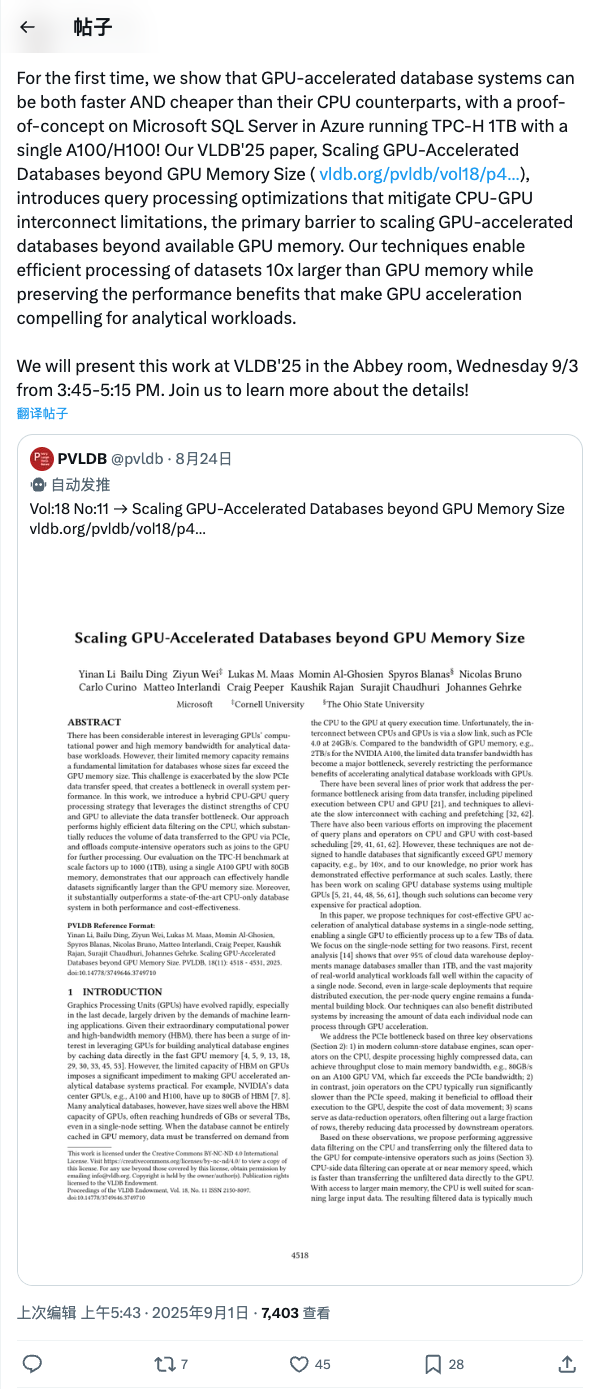 帖子
For the first time, we show that GPU-accelerated database systems can
be both faster AND cheaper than their CPU counterparts, with a proof-
of-concept on Microsoft SQL Server in Azure running TPC-H 1TB with a
single A100/H100! Our VLDB'25 paper, Scaling GPU-Accelerated
Databases beyond GPU Memory Size ( vldb.org/pvldb/vol18/p4...),
introduces query processing optimizations that mitigate CPU-GPU
interconnect limitations, the primary barrier to scaling GPU-accelerated
databases beyond available GPU memory. Our techniques enable
efficient processing of datasets 10x larger than GPU memory while
preserving the performance benefits that make GPU acceleration
compelling for analytical workloads.
We will present this work at VLDB'25 in the Abbey room, Wednesday 9/3
from 3:45-5:15 PM. Join us to learn more about the details!
翻译帖子
PVLDB @pvldb · 8月24日
自动发推
Vol:18 No:11 → Scaling GPU-Accelerated Databases beyond GPU Memory Size
vldb.org/pvldb/vol18/p4...
Scaling GPU-Accelerated Databases beyond GPU Memory Size
Yinan Li Bailu Ding Ziyun Wei‡ Lukas M. Maas Momin Al-Ghosien Spyros Blanas§ Nicolas Bruno
Carlo Curino Matteo Interlandi Craig Peeper Kaushik Rajan Surajit Chaudhuri Johannes Gehrke
Microsoft ‡Cornell University §The Ohio State University
ABSTRACT
There has been considerable interest in leveraging GPUs' compu-
tational power and high memory bandwidth for analytical data-
base workloads. However, their limited memory capacity remains
a fundamental limitation for databases whose sizes far exceed the
GPU memory size. This challenge is exacerbated by the slow PCIe
data transfer speed, that creates a bottleneck in overall system per-
formance. In this work, we introduce a hybrid CPU-GPU query
processing strategy that leverages the distinct strengths of CPU
and GPU to alleviate the data transfer bottleneck. Our approach
performs highly efficient data filtering on the CPU, which substan-
tially reduces the volume of data transferred to the GPU via PCIe,
and offloads compute-intensive operators such as joins to the GPU
for further processing. Our evaluation on the TPC-H benchmark at
scale factors up to 1000 (1TB), using a single A100 GPU with 80GB
memory, demonstrates that our approach can effectively handle
datasets significantly larger than the GPU memory size. Moreover,
it substantially outperforms a state-of-the-art CPU-only database
system in both performance and cost-effectiveness.
PVLDB Reference Format:
Yinan Li, Bailu Ding, Ziyun Wei, Lukas M. Maas, Momin Al-Ghosien,
Spyros Blanas, Nicolas Bruno, Matteo Interlandi, Craig Peeper, Kaushik
Rajan, Surajit Chaudhuri, Johannes Gehrke. Scaling GPU-Accelerated
Databases beyond GPU Memory Size. PVLDB, 18(11): 4518 - 4531, 2025.
doi:10.14778/3749646.3749710
1 INTRODUCTION
Graphics Processing Units (GPUs) have evolved rapidly, especially
in the last decade, largely driven by the demands of machine learn-
ing applications. Given their extraordinary computational power
and high-bandwidth memory (HBM), there has been a surge of in-
terest in leveraging GPUs for building analytical database engines
by caching data directly in the fast GPU memory [4, 5, 9, 13, 18,
29, 30, 33, 45, 53]. However, the limited capacity of HBM on GPUs
imposes a significant impediment to making GPU accelerated an-
alytical database systems practical. For example, NVIDIA's data
center GPUs, e.g., A100 and H100, have up to 80GB of HBM [7, 8].
Many analytical databases, however, have sizes well above the HBM
capacity of GPUs, often reaching hundreds of GBs or several TBs,
even in a single-node setting. When the database cannot be entirely
cached in GPU memory, data must be transferred on demand from
This work is licensed under the Creative Commons BY-NC-ND 4.0 International
License. Visit https://creativecommons.org/licenses/by-nc-nd/4.0/ to view a copy of
this license. For any use beyond those covered by this license, obtain permission by
emailing info@vldb.org. Copyright is held by the owner/author(s). Publication rights
licensed to the VLDB Endowment.
Proceedings of the VLDB Endowment, Vol. 18, No. 11 ISSN 2150-8097.
doi:10.14778/3749646.3749710
the CPU to the GPU at query execution time. Unfortunately, the in-
terconnect between CPUs and GPUs is via a slow link, such as PCIe
4.0 at 24GB/s. Compared to the bandwidth of GPU memory, e.g.,
2TB/s for the NVIDIA A100, the limited data transfer bandwidth has
become a major bottleneck, severely restricting the performance
benefits of accelerating analytical database workloads with GPUs.
There have been several lines of prior work that address the per-
formance bottleneck arising from data transfer, including pipelined
execution between CPU and GPU [21], and techniques to allevi-
ate the slow interconnect with caching and prefetching [32, 62].
There have also been various efforts on improving the placement
of query plans and operators on CPU and GPU with cost-based
scheduling [29, 41, 61, 62]. However, these techniques are not de-
signed to handle databases that significantly exceed GPU memory
capacity, e.g., by 10×, and to our knowledge, no prior work has
demonstrated effective performance at such scales. Lastly, there
has been work on scaling GPU database systems using multiple
GPUs [5, 21, 44, 48, 56, 61], though such solutions can become very
expensive for practical adoption.
In this paper, we propose techniques for cost-effective GPU ac-
celeration of analytical database systems in a single-node setting,
enabling a single GPU to efficiently process up to a few TBs of data.
We focus on the single-node setting for two reasons. First, recent
analysis [14] shows that over 95% of cloud data warehouse deploy-
ments manage databases smaller than 1TB, and the vast majority
of real-world analytical workloads fall well within the capacity of
a single node. Second, even in large-scale deployments that require
distributed execution, the per-node query engine remains a funda-
mental building block. Our techniques can also benefit distributed
systems by increasing the amount of data each individual node can
process through GPU acceleration.
We address the PCIe bottleneck based on three key observations
(Section 2): 1) in modern column-store database engines, scan oper-
ators on the CPU, despite processing highly compressed data, can
achieve throughput close to main memory bandwidth, e.g., 80GB/s
on an A100 GPU VM, which far exceeds the PCIe bandwidth; 2)
in contrast, join operators on the CPU typically run significantly
slower than the PCIe speed, making it beneficial to offload their
execution to the GPU, despite the cost of data movement; 3) scans
serve as data-reduction operators, often filtering out a large fraction
of rows, thereby reducing data processed by downstream operators.
Based on these observations, we propose performing aggressive
data filtering on the CPU and transferring only the filtered data to
the GPU for compute-intensive operators such as joins (Section 3).
CPU-side data filtering can operate at or near memory speed, which
is faster than transferring the unfiltered data directly to the GPU.
With access to larger main memory, the CPU is well suited for scan-
ning large input data. The resulting filtered data is typically much
4518
上次编辑 上午5:43 · 2025年9月1日 · 7,403 查看
7
45
28